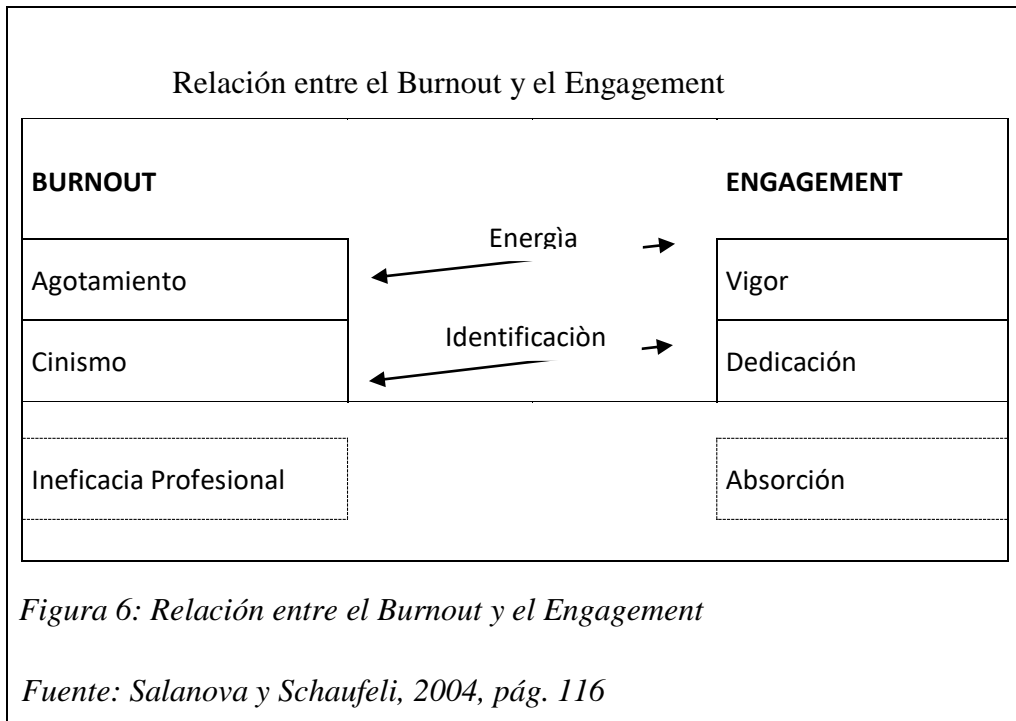 Relación entre el Burnout y el Engagement
BURNOUT
ENGAGEMENT
Energìa
Agotamiento
Vigor
Identificaciòn
Cinismo
Dedicación
Ineficacia Profesional
Absorción
Figura 6: Relación entre el Burnout y el Engagement
Fuente: Salanova y Schaufeli, 2004, pág. 116